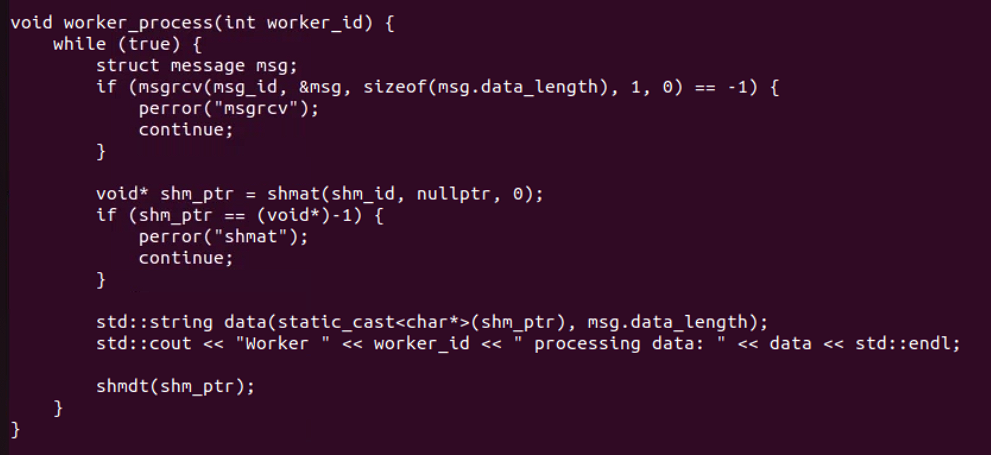 void worker_process(int worker_id) {
    while (true) {
        struct message msg;
        if (msgrcv(msg_id, &msg, sizeof(msg.data_length), 1, 0) == -1) {
            perror("msgrcv");
            continue;
        }

        void* shm_ptr = shmat(shm_id, nullptr, 0);
        if (shm_ptr == (void*)-1) {
            perror("shmat");
            continue;
        }

        std::string data(static_cast<char*>(shm_ptr), msg.data_length);
        std::cout << "Worker " << worker_id << " processing data: " << data << std::endl;

        shmdt(shm_ptr);
    }
}